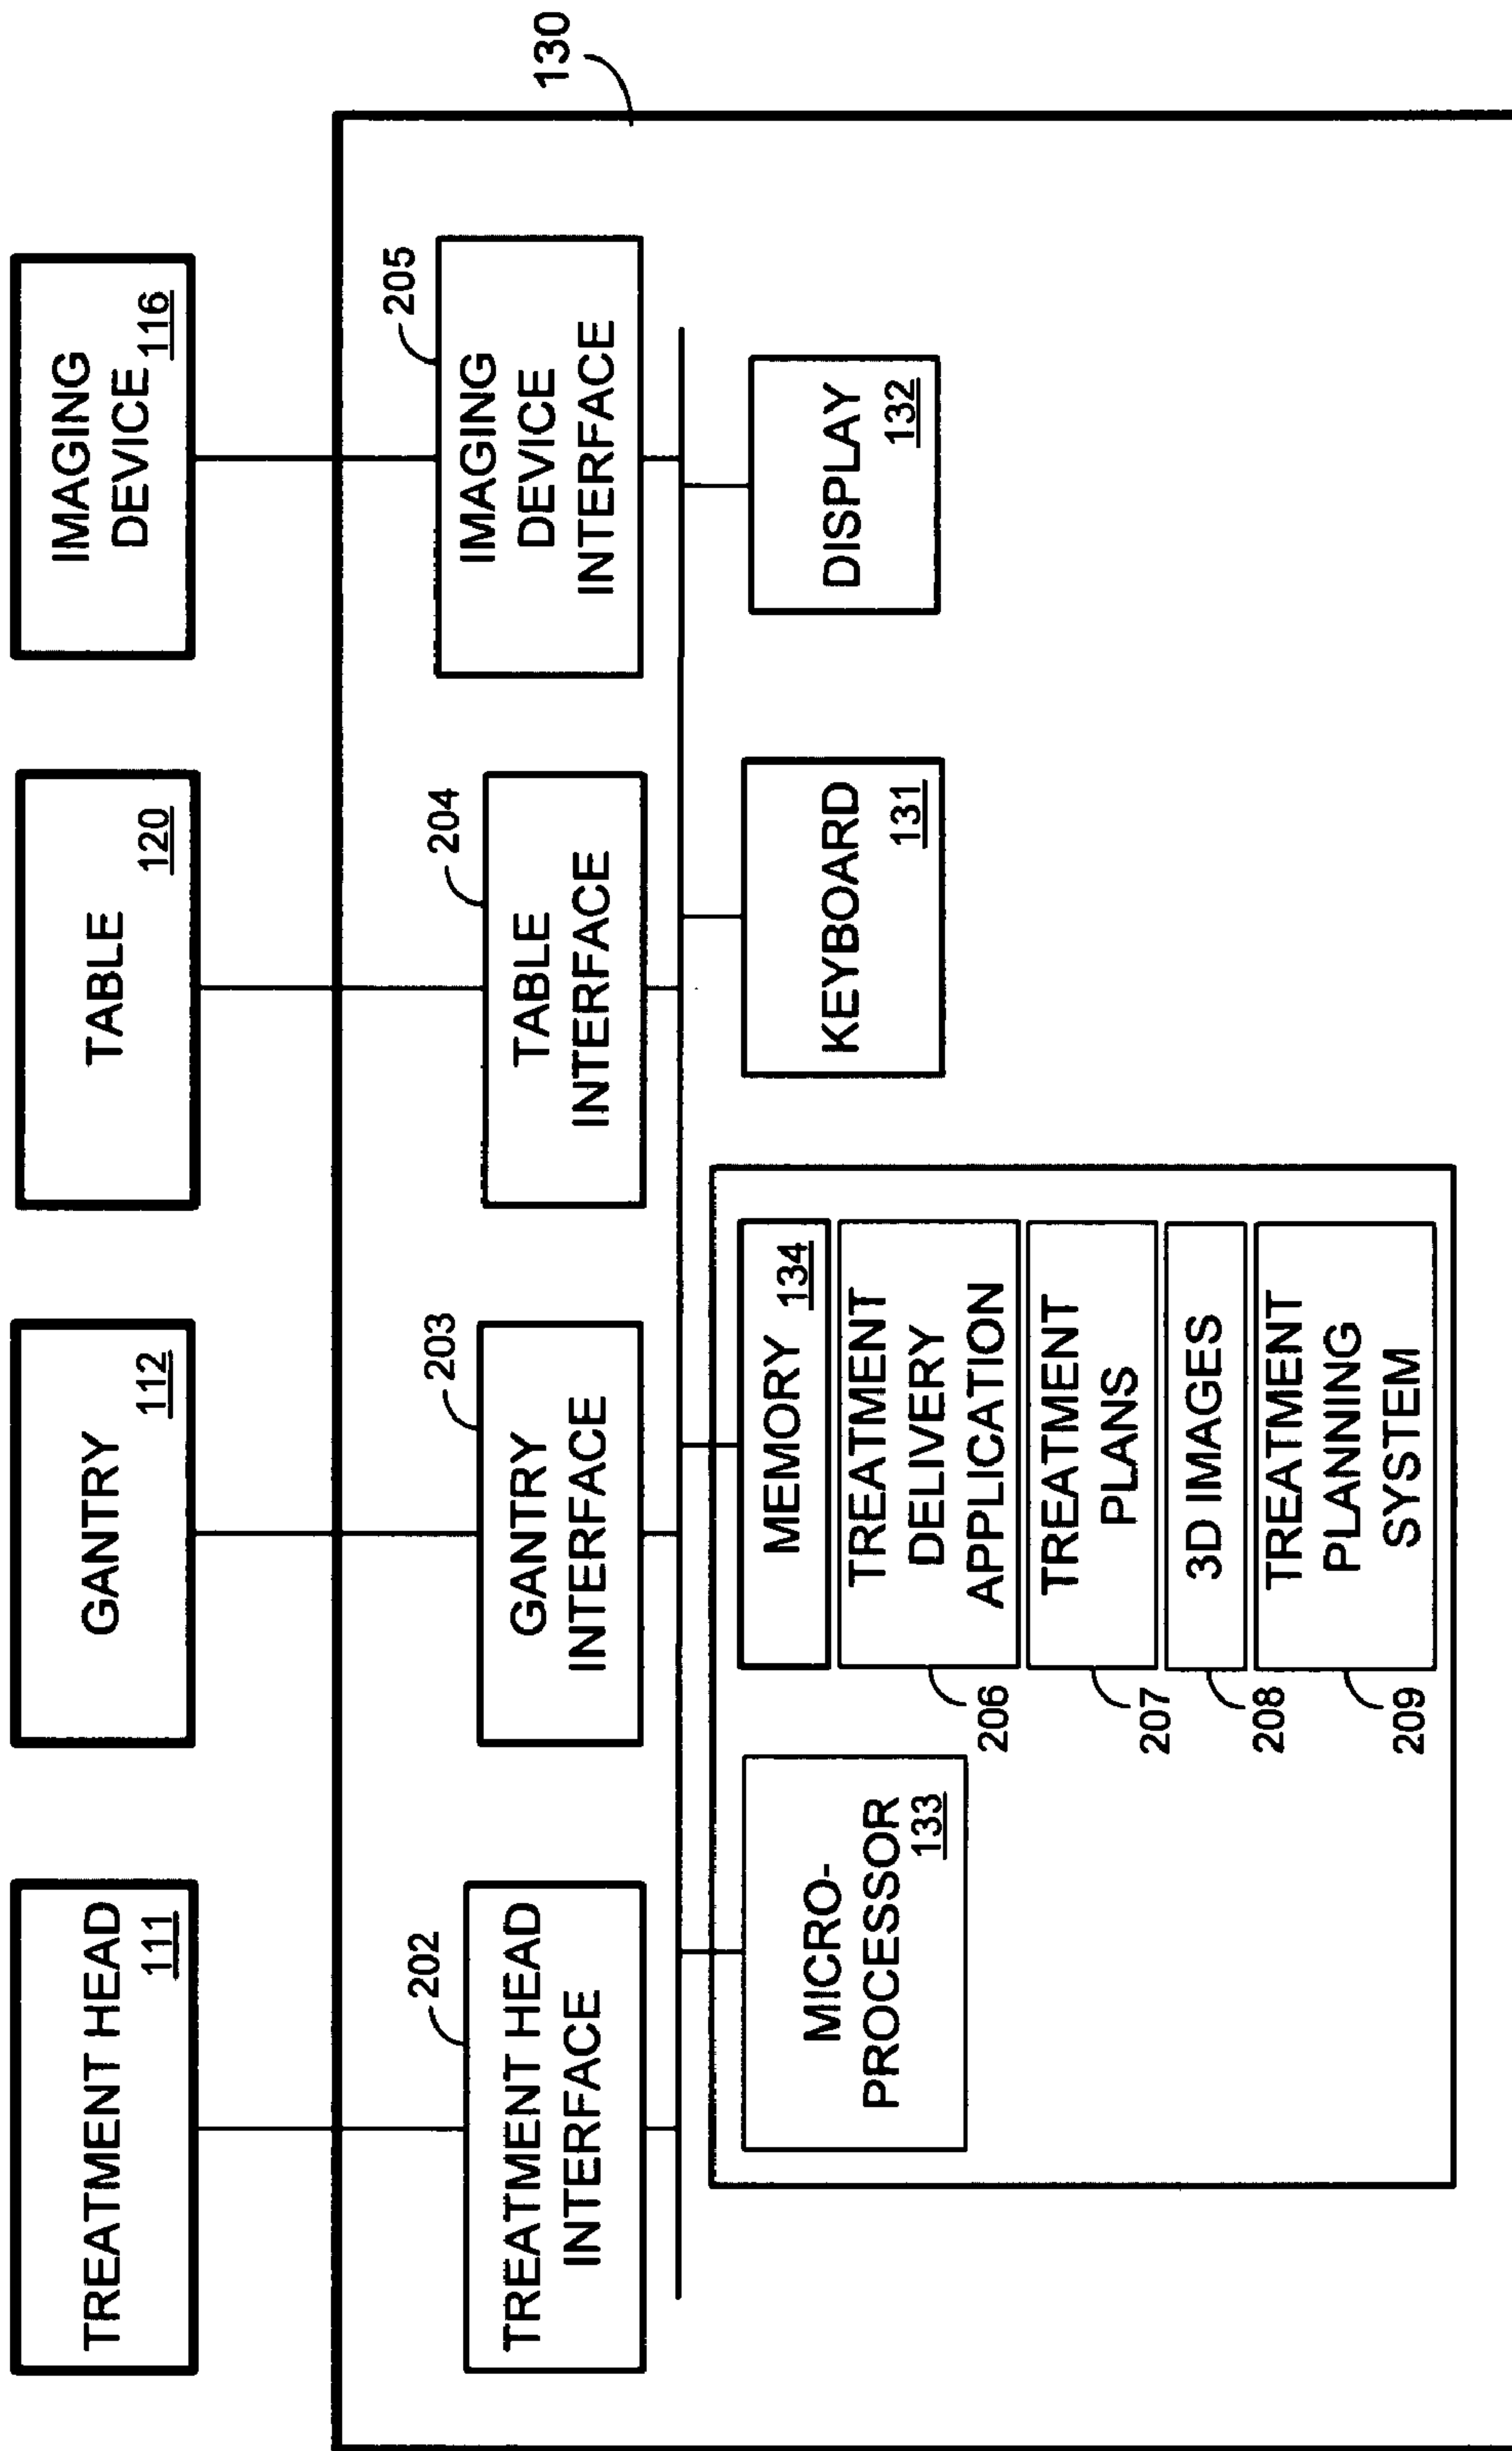 TREATMENT HEAD
111
GANTRY
112
TABLE
120
IMAGING
DEVICE
116
130
202
TREATMENT HEAD
INTERFACE
203
GANTRY
INTERFACE
204
TABLE
INTERFACE
205
IMAGING
DEVICE
INTERFACE
MICRO-
PROCESSOR
133
MEMORY
134
TREATMENT
DELIVERY
APPLICATION
206
TREATMENT
PLANS
207
3D IMAGES
208
TREATMENT
PLANNING
SYSTEM
209
KEYBOARD
131
DISPLAY
132